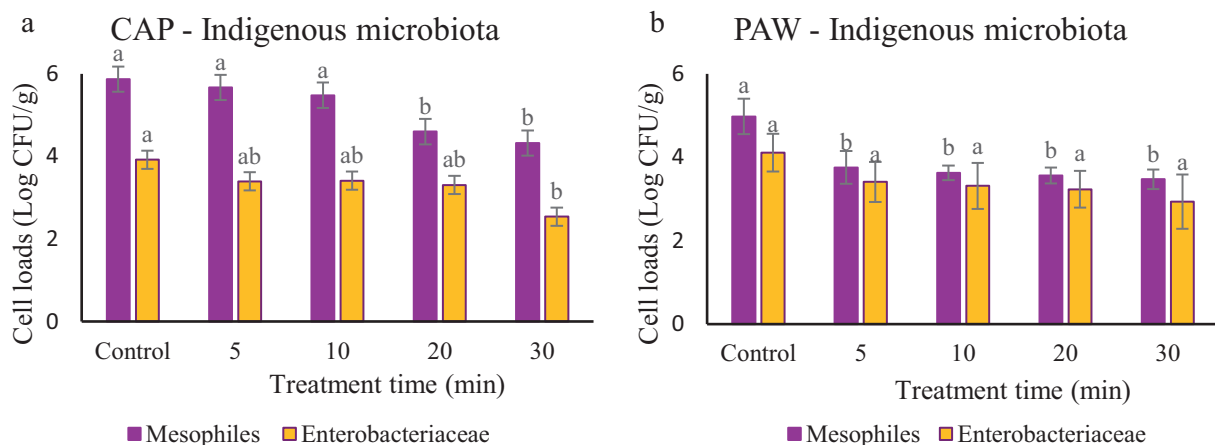 a
CAP - Indigenous microbiota
6
4
2
0
Cell loads (Log CFU/g)
a
a
a
ab
a
ab
b
ab
b
b
Control
5
10
20
30
Treatment time (min)
Mesophiles
Enterobacteriaceae
b
PAW - Indigenous microbiota
6
4
2
0
Cell loads (Log CFU/g)
a
a
b
a
b
a
b
a
b
a
Control
5
10
20
30
Treatment time (min)
Mesophiles
Enterobacteriaceae